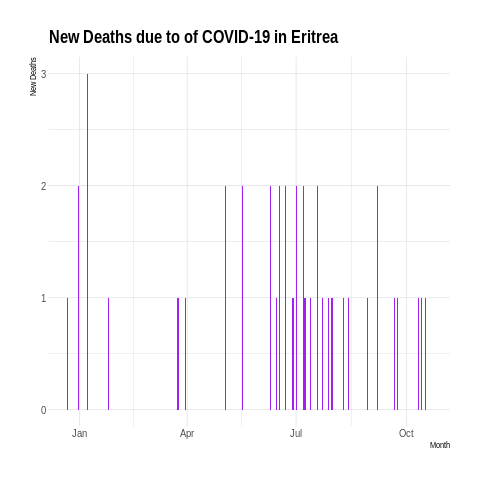 New Deaths due to of COVID-19 in Eritrea
New Deaths
3
2
1
0
Jan Apr Jul Oct
Month